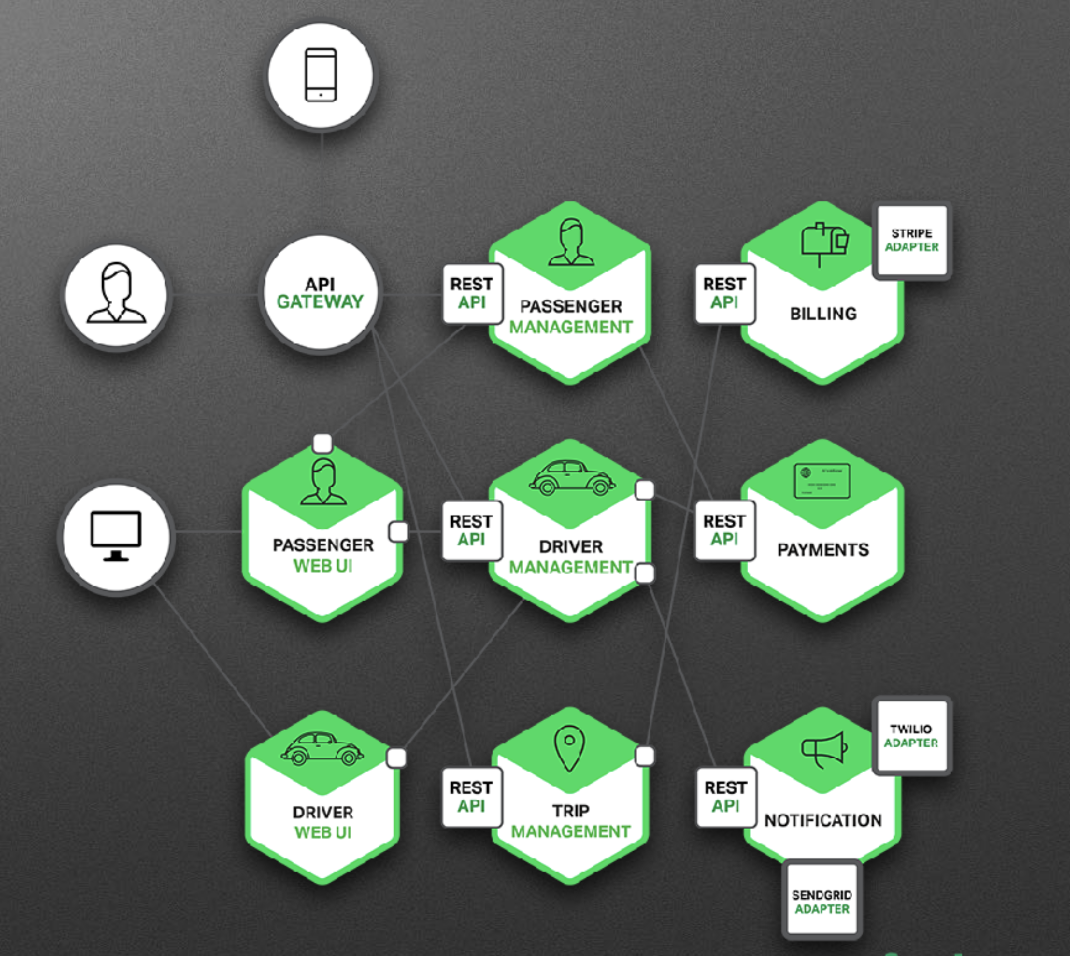 API
GATEWAY
REST
API
PASSENGER
MANAGEMENT
REST
API
BILLING
STRIPE
ADAPTER
PASSENGER
WEB UI
REST
API
DRIVER
MANAGEMENT
REST
API
PAYMENTS
DRIVER
WEB UI
REST
API
TRIP
MANAGEMENT
REST
API
NOTIFICATION
TWILIO
ADAPTER
SENDGRID
ADAPTER